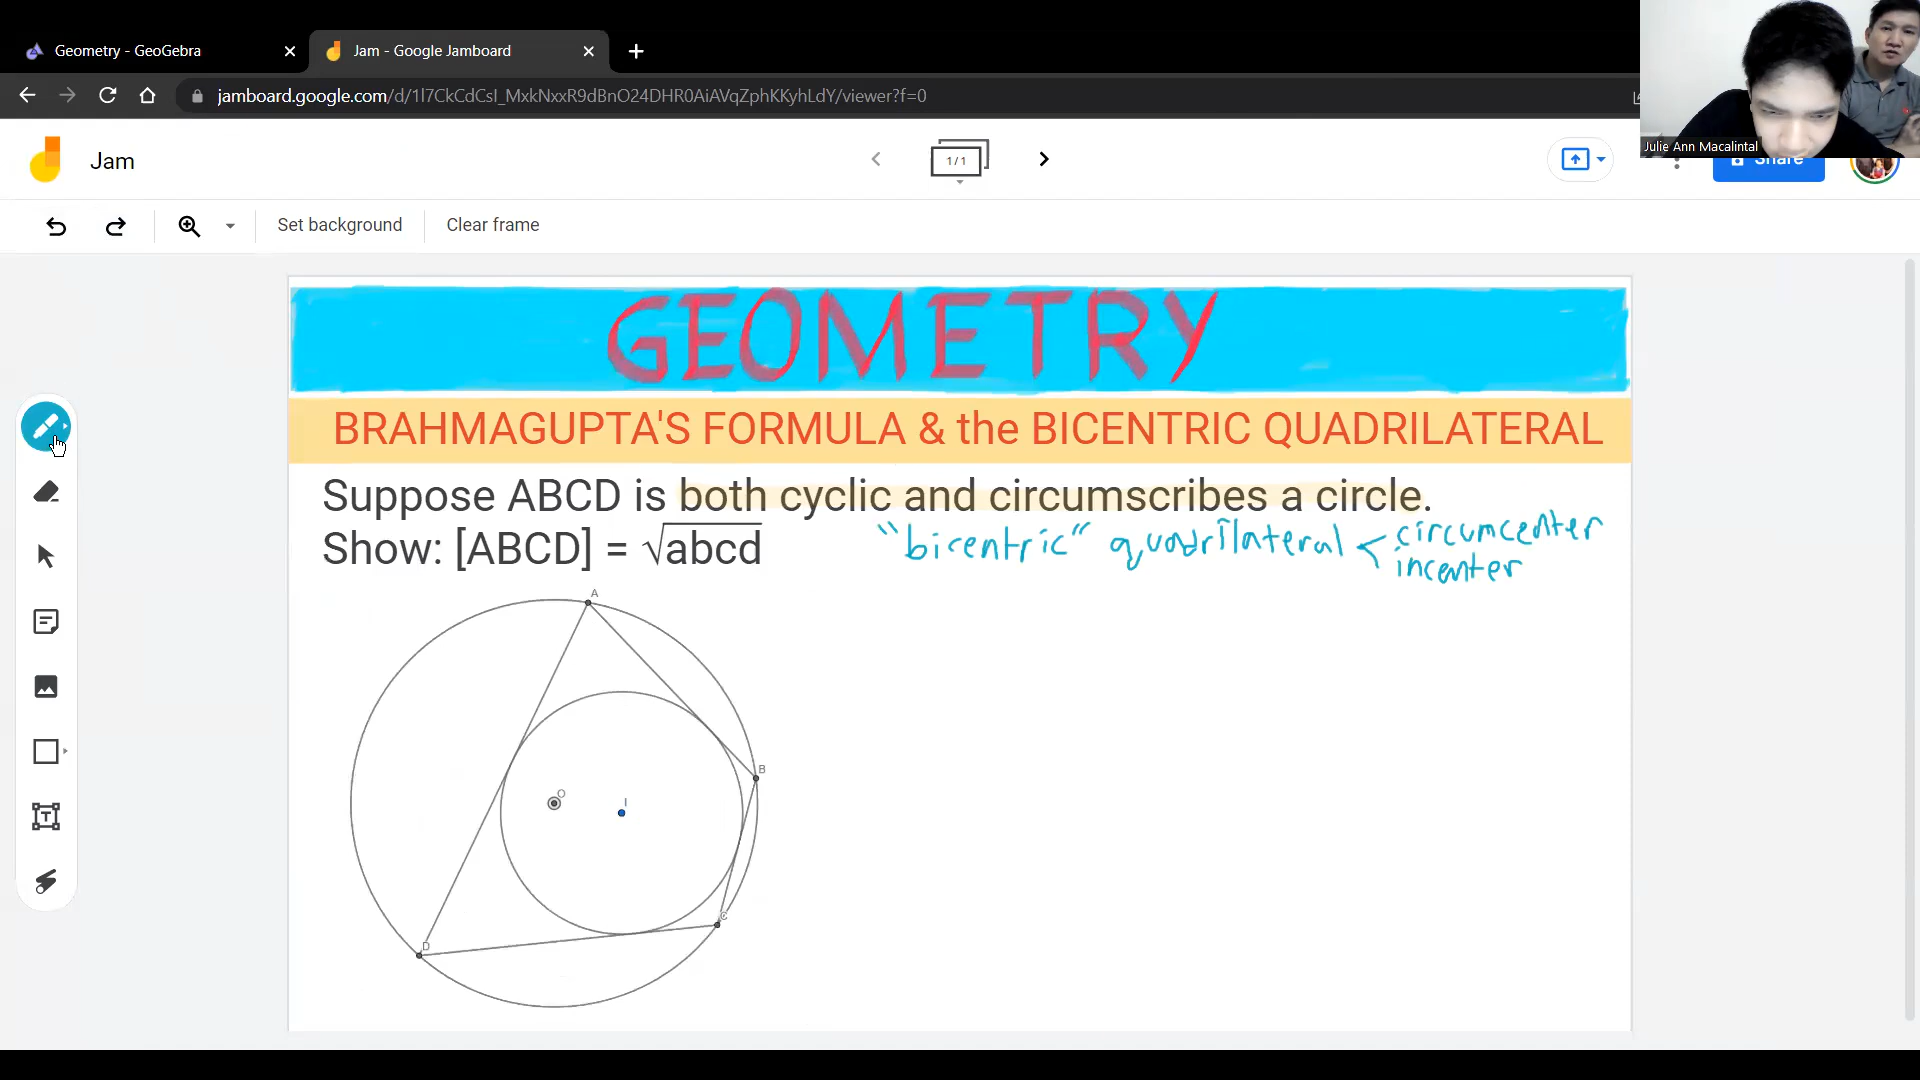 Geometry - GeoGebra
Jam - Google Jamboard
jamboard.google.com/d/1l7CkCdCsI_MxkNxxR9dBnO24DHR0AiAVqZphKKyhLdY/viewer?f=0
Julie Ann Macalintal
Jam
1/1
Share
Set background
Clear frame
GEOMETRY
BRAHMAGUPTA'S FORMULA & the BICENTRIC QUADRILATERAL
Suppose ABCD is both cyclic and circumscribes a circle.
Show: [ABCD] = √abcd
"bicentric" quadrilateral < circumcenter
incenter
A
B
O
I
C
D
T